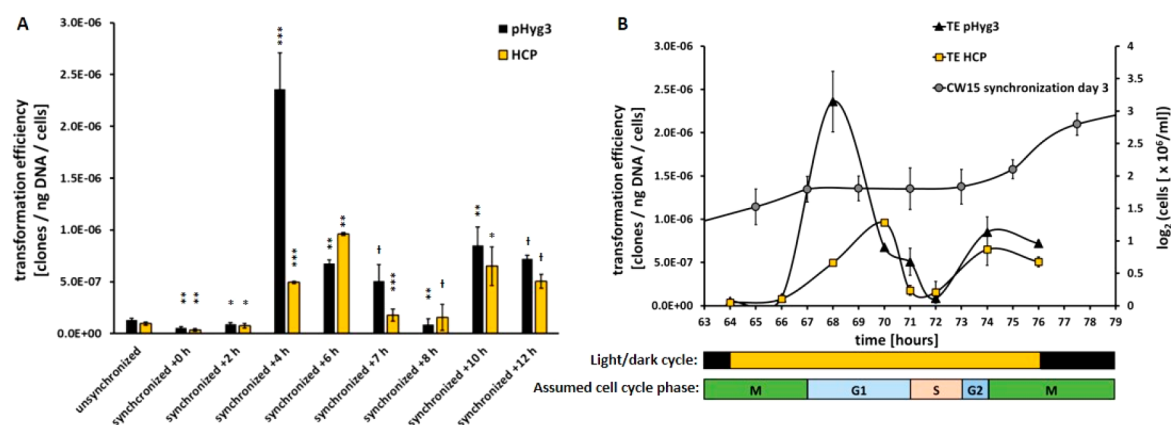 A
transformation efficiency
[clones / ng DNA / cells]
3.0E-06
2.5E-06
2.0E-06
1.5E-06
1.0E-06
5.0E-07
0.0E+00
pHyg3
HCP
** **
* *
*** ***
** **
ƚ ***
** ƚ
** *
ƚ ƚ
unsynchronized
synchcronized +0 h
synchronized +2 h
synchronized +4 h
synchronized +6 h
synchronized +7 h
synchronized +8 h
synchronized +10 h
synchronized +12 h
B
TE pHyg3
TE HCP
CW15 synchronization day 3
transformation efficiency
[clones / ng DNA / cells]
3.0E-06
2.5E-06
2.0E-06
1.5E-06
1.0E-06
5.0E-07
0.0E+00
4
3.5
3
2.5
2
1.5
1
0.5
0
log2(cells [ x 10⁶/ml])
63 64 65 66 67 68 69 70 71 72 73 74 75 76 77 78 79
time [hours]
Light/dark cycle:
Assumed cell cycle phase: M G1 S G2 M